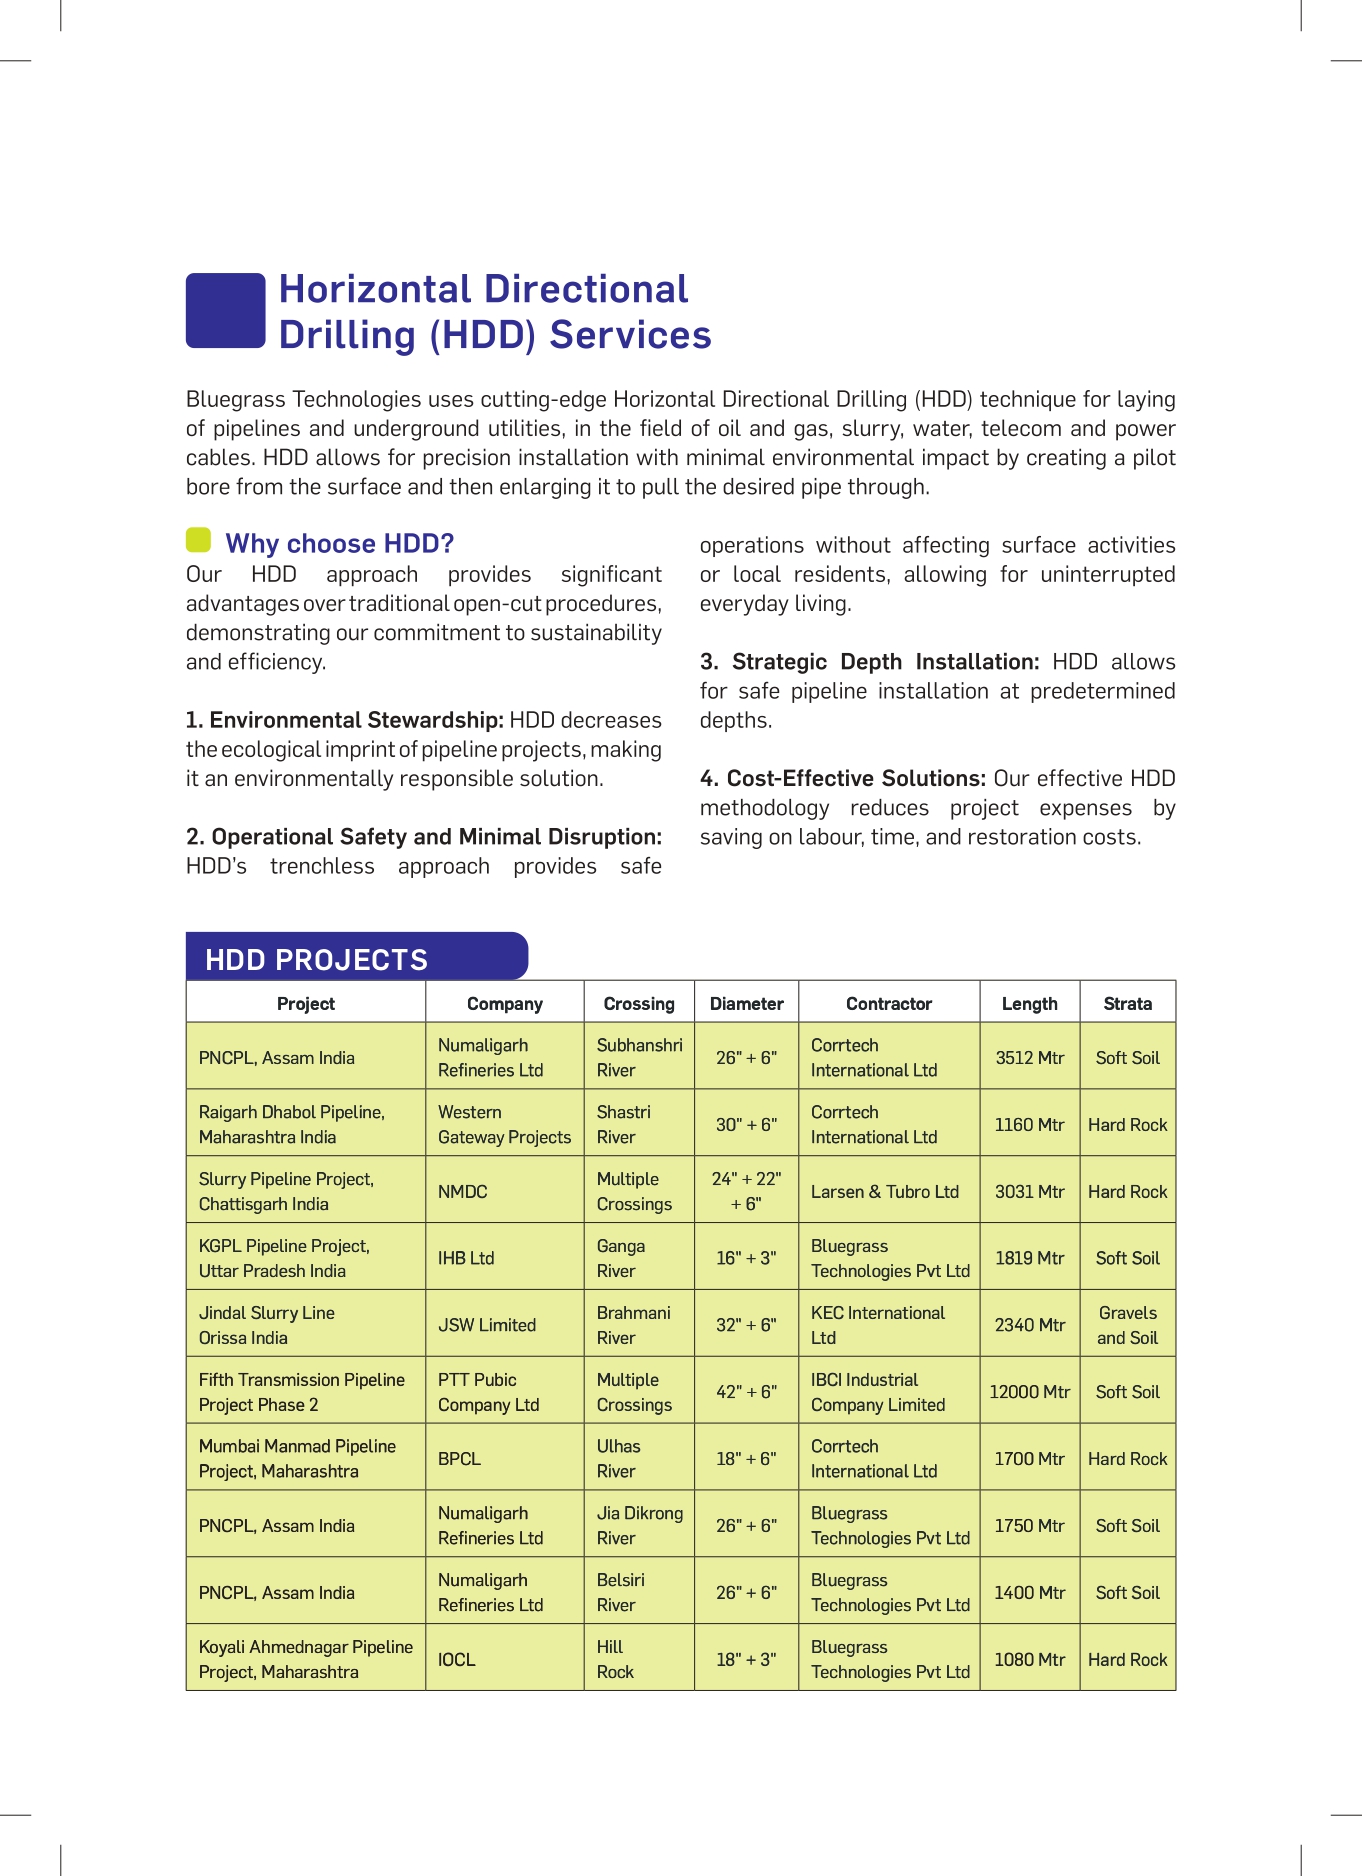 Horizontal Directional
Drilling (HDD) Services
Bluegrass Technologies uses cutting-edge Horizontal Directional Drilling (HDD) technique for laying
of pipelines and underground utilities, in the field of oil and gas, slurry, water, telecom and power
cables. HDD allows for precision installation with minimal environmental impact by creating a pilot
bore from the surface and then enlarging it to pull the desired pipe through.
Why choose HDD?
Our HDD approach provides significant
advantages over traditional open-cut procedures,
demonstrating our commitment to sustainability
and efficiency.
1. Environmental Stewardship: HDD decreases
the ecological imprint of pipeline projects, making
it an environmentally responsible solution.
2. Operational Safety and Minimal Disruption:
HDD's trenchless approach provides safe
operations without affecting surface activities
or local residents, allowing for uninterrupted
everyday living.
3. Strategic Depth Installation: HDD allows
for safe pipeline installation at predetermined
depths.
4. Cost-Effective Solutions: Our effective HDD
methodology reduces project expenses by
saving on labour, time, and restoration costs.
HDD PROJECTS
Project Company Crossing Diameter Contractor Length Strata
PNCPL, Assam India
Numaligarh
Refineries Ltd
Subhanshri
River
26" + 6"
Corrtech
International Ltd
3512 Mtr
Soft Soil
Raigarh Dhabol Pipeline,
Maharashtra India
Western
Gateway Projects
Shastri
River
30" + 6"
Corrtech
International Ltd
1160 Mtr
Hard Rock
Slurry Pipeline Project,
Chattisgarh India
NMDC
Multiple
Crossings
24" + 22"
+ 6"
Larsen & Tubro Ltd
3031 Mtr
Hard Rock
KGPL Pipeline Project,
Uttar Pradesh India
IHB Ltd
Ganga
River
16" + 3"
Bluegrass
Technologies Pvt Ltd
1819 Mtr
Soft Soil
Jindal Slurry Line
Orissa India
JSW Limited
Brahmani
River
32" + 6"
KEC International
Ltd
2340 Mtr
Gravels
and Soil
Fifth Transmission Pipeline
Project Phase 2
PTT Pubic
Company Ltd
Multiple
Crossings
42" + 6"
IBCI Industrial
Company Limited
12000 Mtr
Soft Soil
Mumbai Manmad Pipeline
Project, Maharashtra
BPCL
Ulhas
River
18" + 6"
Corrtech
International Ltd
1700 Mtr
Hard Rock
PNCPL, Assam India
Numaligarh
Refineries Ltd
Jia Dikrong
River
26" + 6"
Bluegrass
Technologies Pvt Ltd
1750 Mtr
Soft Soil
PNCPL, Assam India
Numaligarh
Refineries Ltd
Belsiri
River
26" + 6"
Bluegrass
Technologies Pvt Ltd
1400 Mtr
Soft Soil
Koyali Ahmednagar Pipeline
Project, Maharashtra
IOCL
Hill
Rock
18" + 3"
Bluegrass
Technologies Pvt Ltd
1080 Mtr
Hard Rock